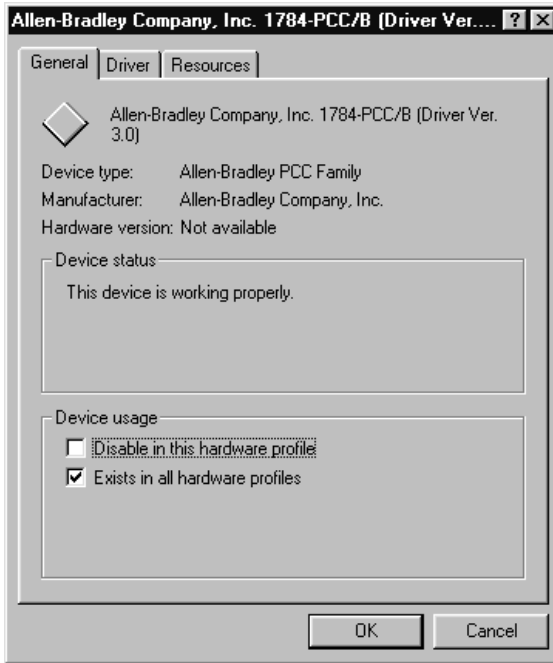 Allen-Bradley Company, Inc. 1784-PCC/B (Driver Ver....
General Driver Resources
Allen-Bradley Company, Inc. 1784-PCC/B (Driver Ver.
3.0)
Device type: Allen-Bradley PCC Family
Manufacturer: Allen-Bradley Company, Inc.
Hardware version: Not available
Device status
This device is working properly.
Device usage
Disable in this hardware profile
Exists in all hardware profiles
OK Cancel